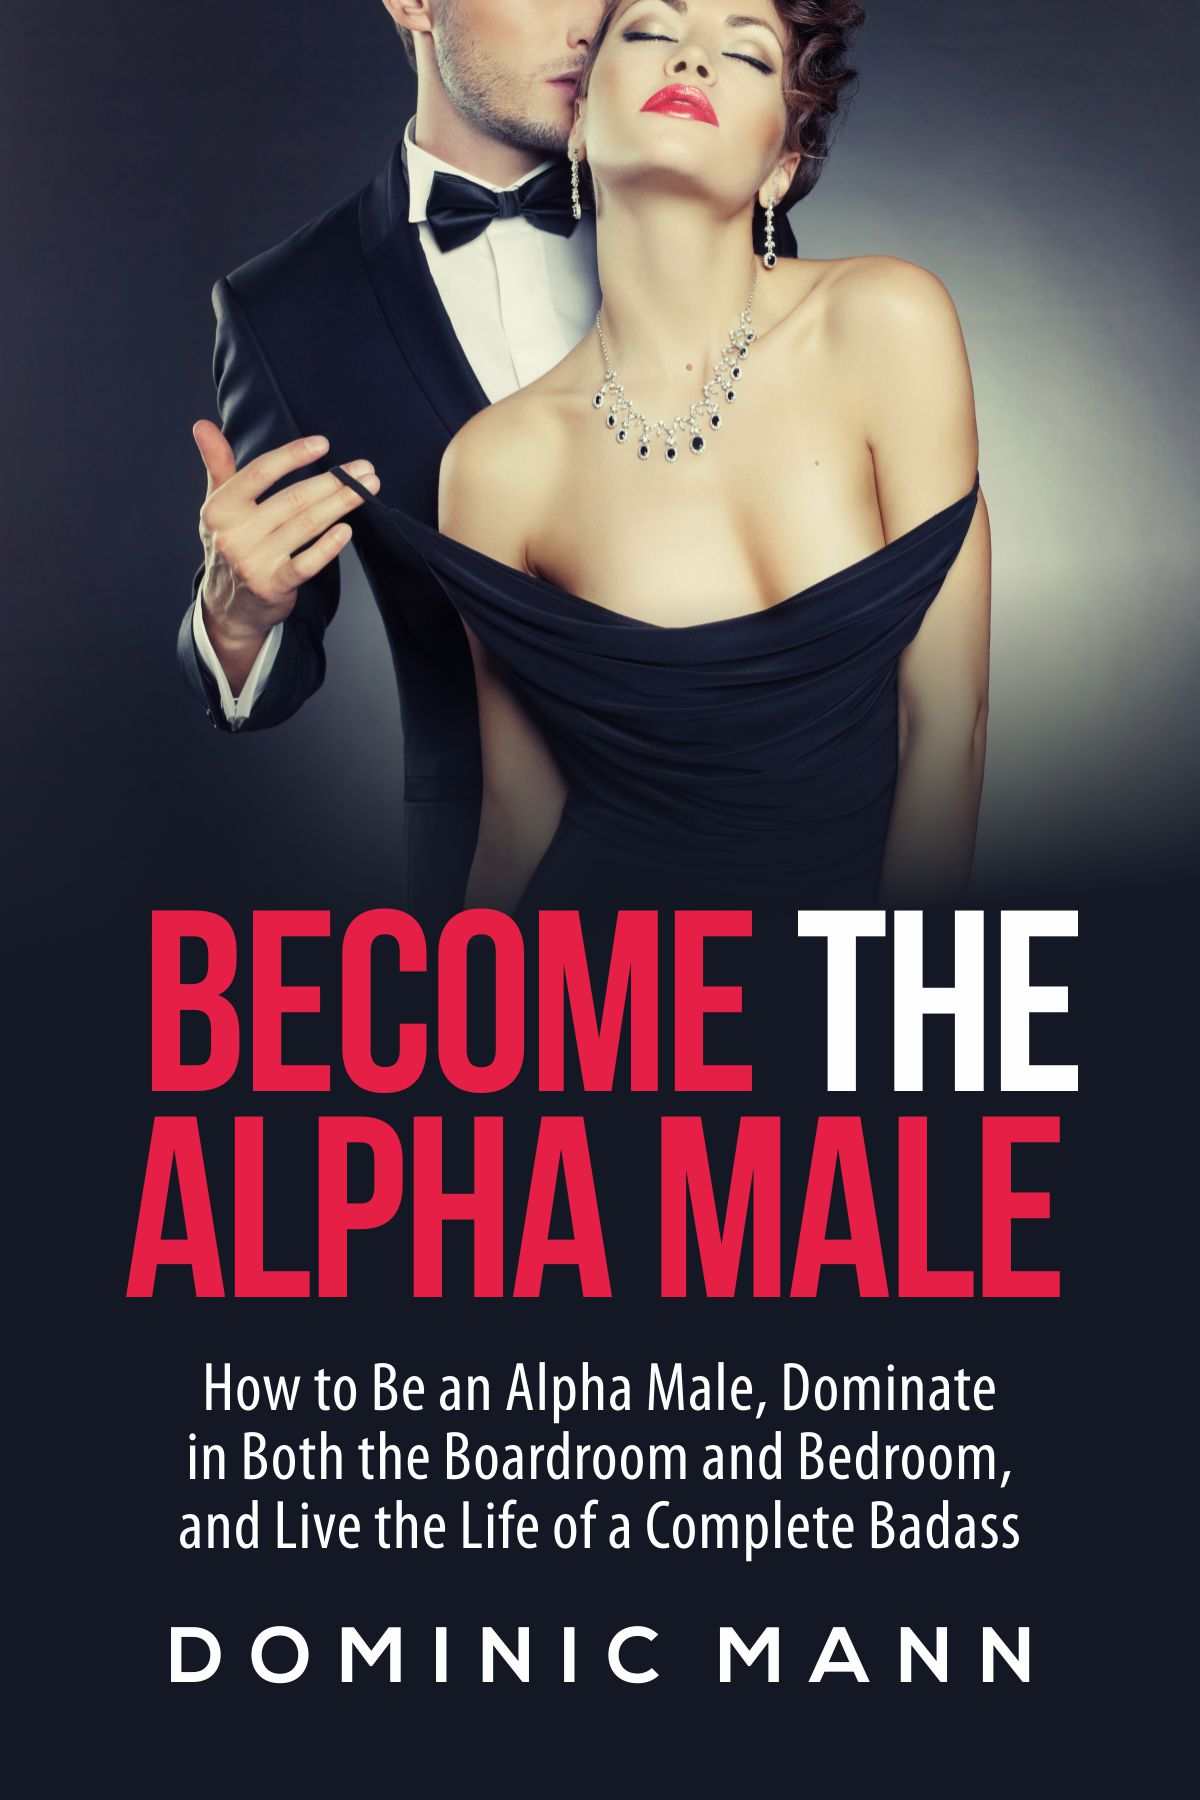 BECOME THE
ALPHA MALE
How to Be an Alpha Male, Dominate
in Both the Boardroom and Bedroom,
and Live the Life of a Complete Badass
DOMINIC MANN